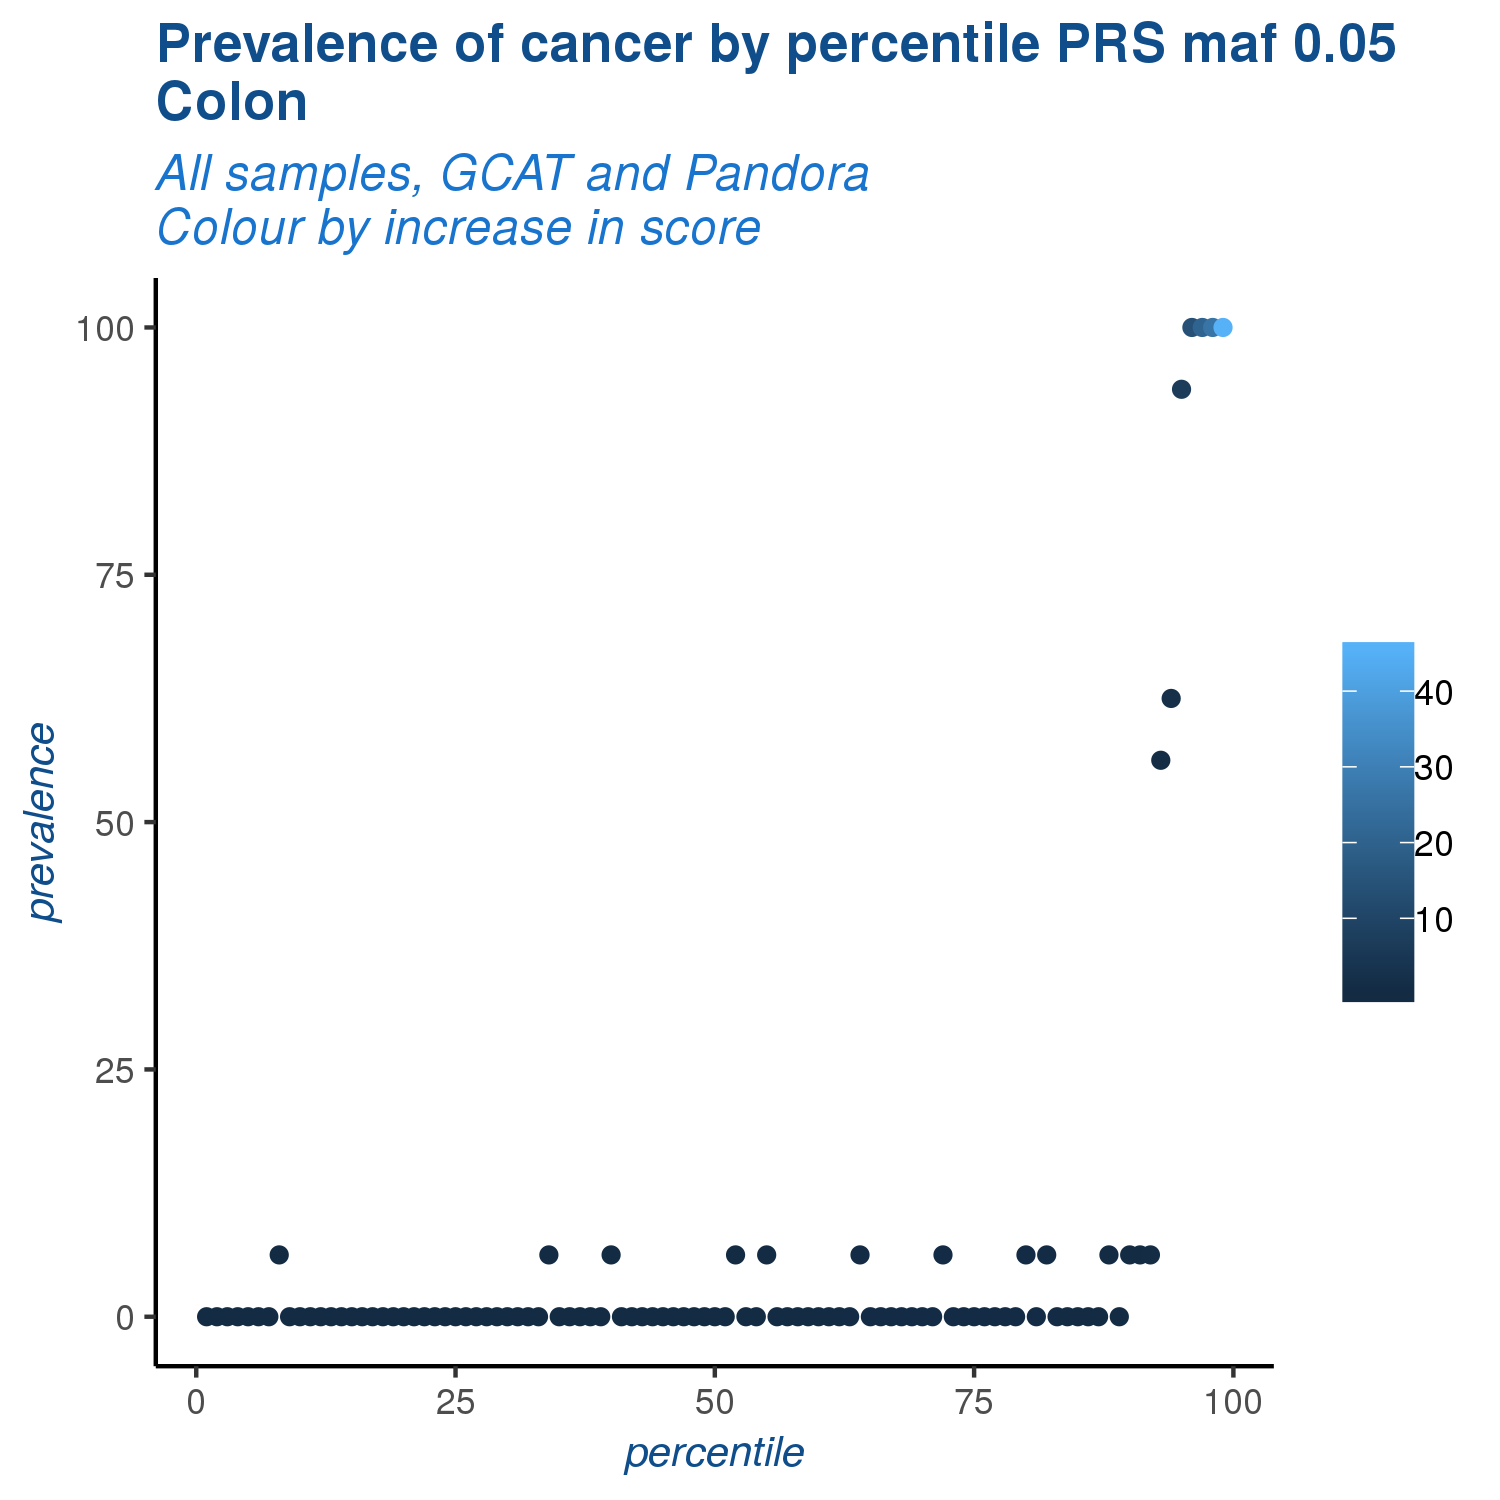 Prevalence of cancer by percentile PRS maf 0.05
Colon
All samples, GCAT and Pandora
Colour by increase in score
100
75
50
25
0
prevalence
0 25 50 75 100
percentile
40
30
20
10